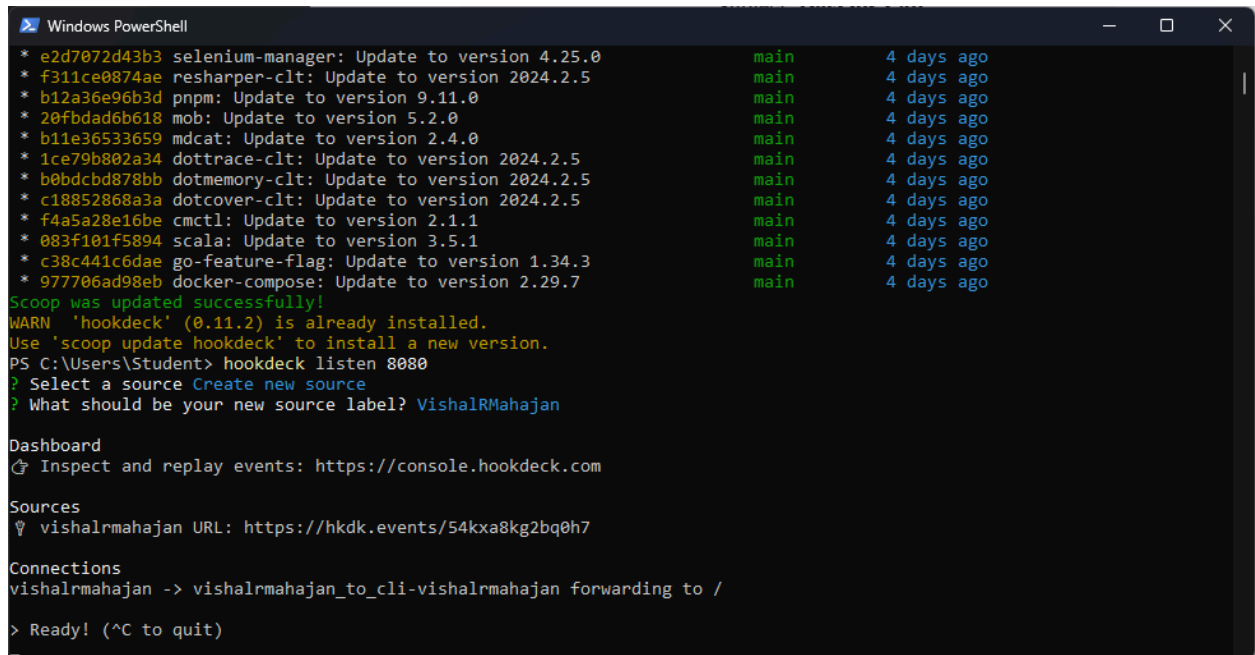 Windows PowerShell
* e2d7072d43b3 selenium-manager: Update to version 4.25.0 main 4 days ago
* f311ce0874ae resharper-clt: Update to version 2024.2.5 main 4 days ago
* b12a36e96b3d pnpm: Update to version 9.11.0 main 4 days ago
* 20fbdad6b618 mob: Update to version 5.2.0 main 4 days ago
* b11e36533659 mdcat: Update to version 2.4.0 main 4 days ago
* 1ce79b802a34 dottrace-clt: Update to version 2024.2.5 main 4 days ago
* b0bdcbd878bb dotmemory-clt: Update to version 2024.2.5 main 4 days ago
* c18852868a3a dotcover-clt: Update to version 2024.2.5 main 4 days ago
* f4a5a28e16be cmctl: Update to version 2.1.1 main 4 days ago
* 083f101f5894 scala: Update to version 3.5.1 main 4 days ago
* c38c441c6dae go-feature-flag: Update to version 1.34.3 main 4 days ago
* 977706ad98eb docker-compose: Update to version 2.29.7 main 4 days ago
Scoop was updated successfully!
WARN  'hookdeck' (0.11.2) is already installed.
Use 'scoop update hookdeck' to install a new version.
PS C:\Users\Student> hookdeck listen 8080
? Select a source Create new source
? What should be your new source label? VishalRMahajan
Dashboard
👉 Inspect and replay events: https://console.hookdeck.com
Sources
🔌 vishalrmahajan URL: https://hkdk.events/54kxa8kg2bq0h7
Connections
vishalrmahajan -> vishalrmahajan_to_cli-vishalrmahajan forwarding to /
> Ready! (^C to quit)